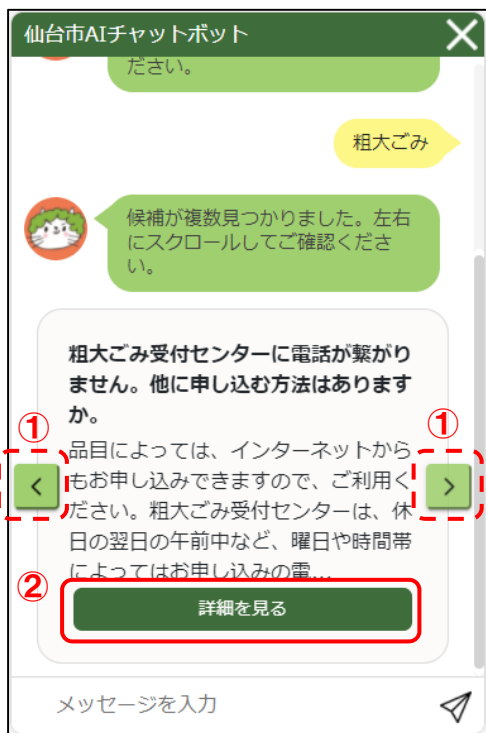 仙台市AIチャットボット
ださい。
粗大ごみ
候補が複数見つかりました。左右
にスクロールしてご確認くださ
い。
粗大ごみ受付センターに電話が繋がり
ません。他に申し込む方法はあります
か。
① ①
品目によっては、インターネットから
もお申し込みできますので、ご利用く
ださい。粗大ごみ受付センターは、休
日の翌日の午前中など、曜日や時間帯
によってはお申し込みの電...
②
詳細を見る
メッセージを入力